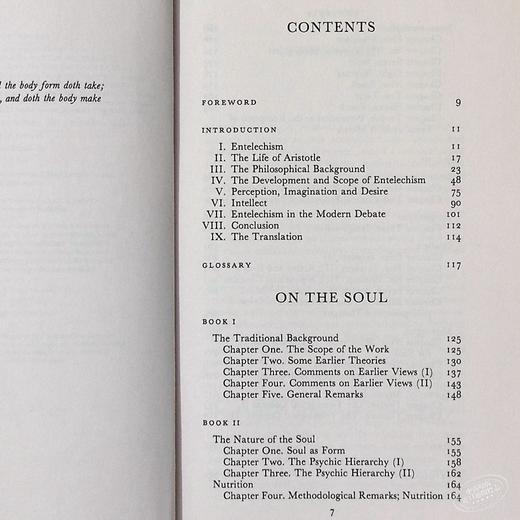 l the body form doth take;
, and doth the body make
CONTENTS
FOREWORD 9
INTRODUCTION 11
I. Entelechism 11
II. The Life of Aristotle 17
III. The Philosophical Background 23
IV. The Development and Scope of Entelechism 48
V. Perception, Imagination and Desire 75
VI. Intellect 90
VII. Entelechism in the Modern Debate 101
VIII. Conclusion 112
IX. The Translation 114
GLOSSARY 117
ON THE SOUL
BOOK I
The Traditional Background 125
Chapter One. The Scope of the Work 125
Chapter Two. Some Earlier Theories 130
Chapter Three. Comments on Earlier Views (I) 137
Chapter Four. Comments on Earlier Views (II) 143
Chapter Five. General Remarks 148
BOOK II
The Nature of the Soul 155
Chapter One. Soul as Form 155
Chapter Two. The Psychic Hierarchy (I) 158
Chapter Three. The Psychic Hierarchy (II) 162
Nutrition 164
Chapter Four. Methodological Remarks; Nutrition 164
7